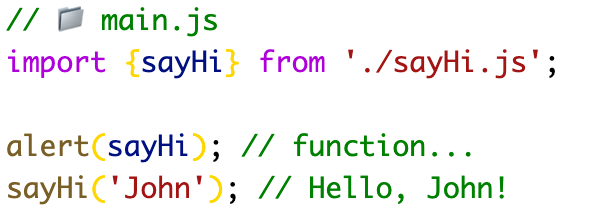 // 📁 main.js
import {sayHi} from './sayHi.js';

alert(sayHi); // function...
sayHi('John'); // Hello, John!